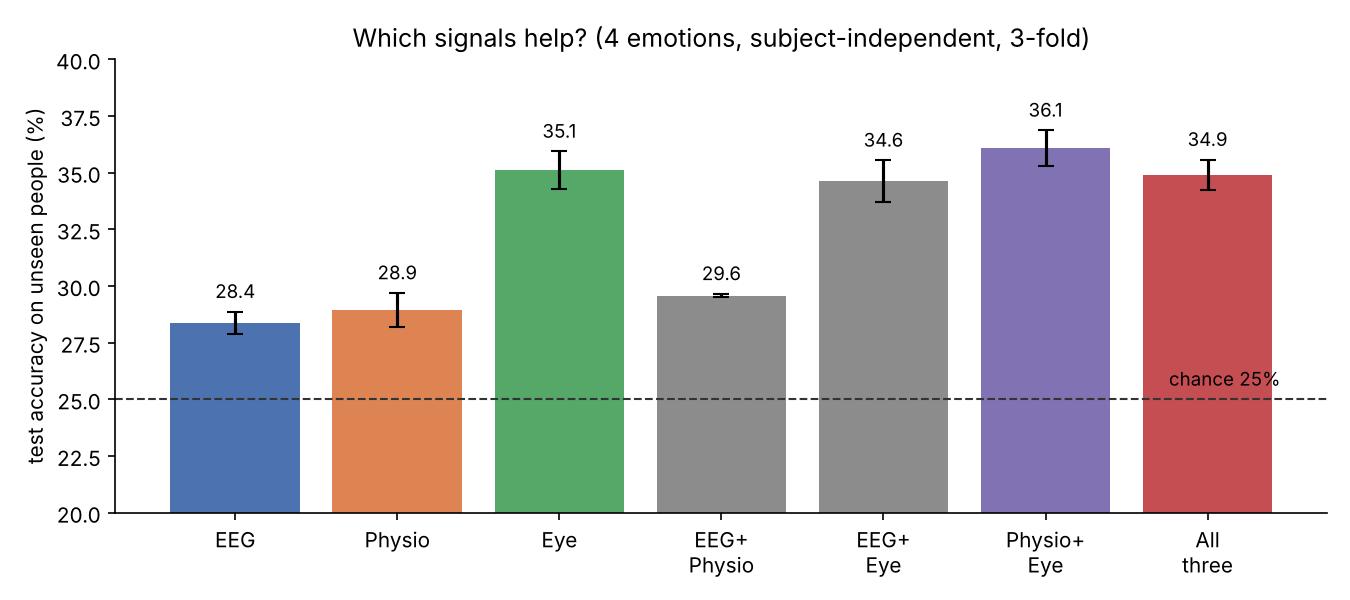 Which signals help? (4 emotions, subject-independent, 3-fold)
test accuracy on unseen people (%)
40.0
37.5
35.0
32.5
30.0
27.5
25.0
22.5
20.0
28.4
28.9
35.1
29.6
34.6
36.1
34.9
chance 25%
EEG
Physio
Eye
EEG+
Physio
EEG+
Eye
Physio+
Eye
All
three